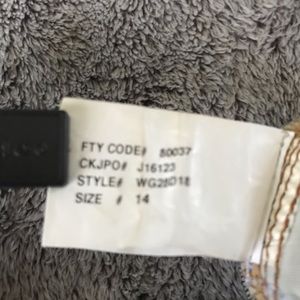 FTY CODE# 80037
CKJPO# J16123
STYLE# WG28D18
SIZE # 14